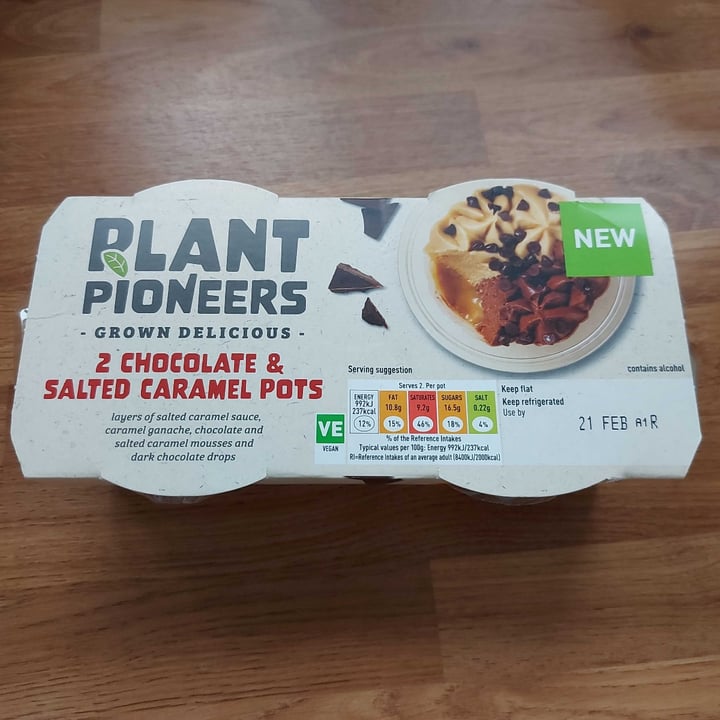 PLANT
PIONEERS
- GROWN DELICIOUS -
2 CHOCOLATE &
SALTED CARAMEL POTS
layers of salted caramel sauce,
caramel ganache, chocolate and
salted caramel mousses and
dark chocolate drops
NEW
contains alcohol
Serving suggestion
VE
VEGAN
Serves 2. Per pot
ENERGY 992kJ 237kcal 12%
FAT 10.8g 15%
SATURATES 9.2g 46%
SUGARS 16.5g 18%
SALT 0.22g 4%
% of the Reference Intakes
Typical values per 100g: Energy 992kJ/237kcal
RI=Reference Intakes of an average adult (8400kJ/2000kcal)
Keep flat
Keep refrigerated
Use by
21 FEB A1R